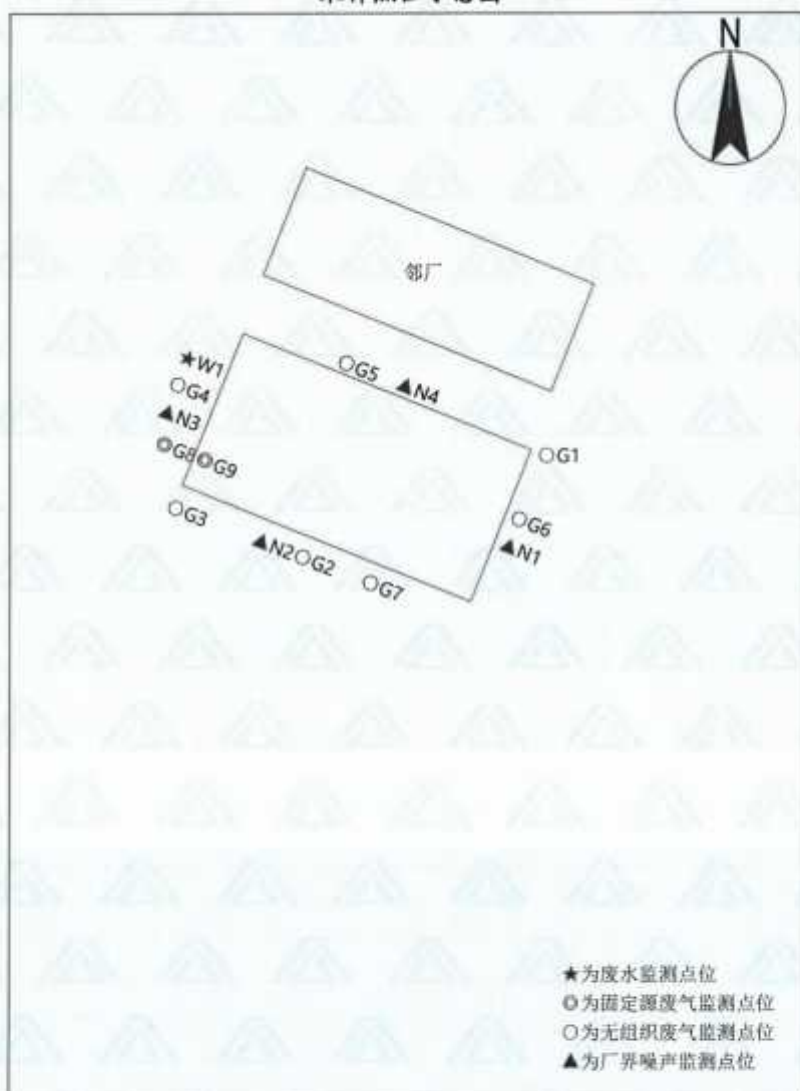 N
邻厂
★W1
○G5
▲N4
○G4
▲N3
○G1
◎G8◎G9
○G6
○G3
▲N2○G2
▲N1
○G7
★为废水监测点位
◎为固定源废气监测点位
○为无组织废气监测点位
▲为厂界噪声监测点位